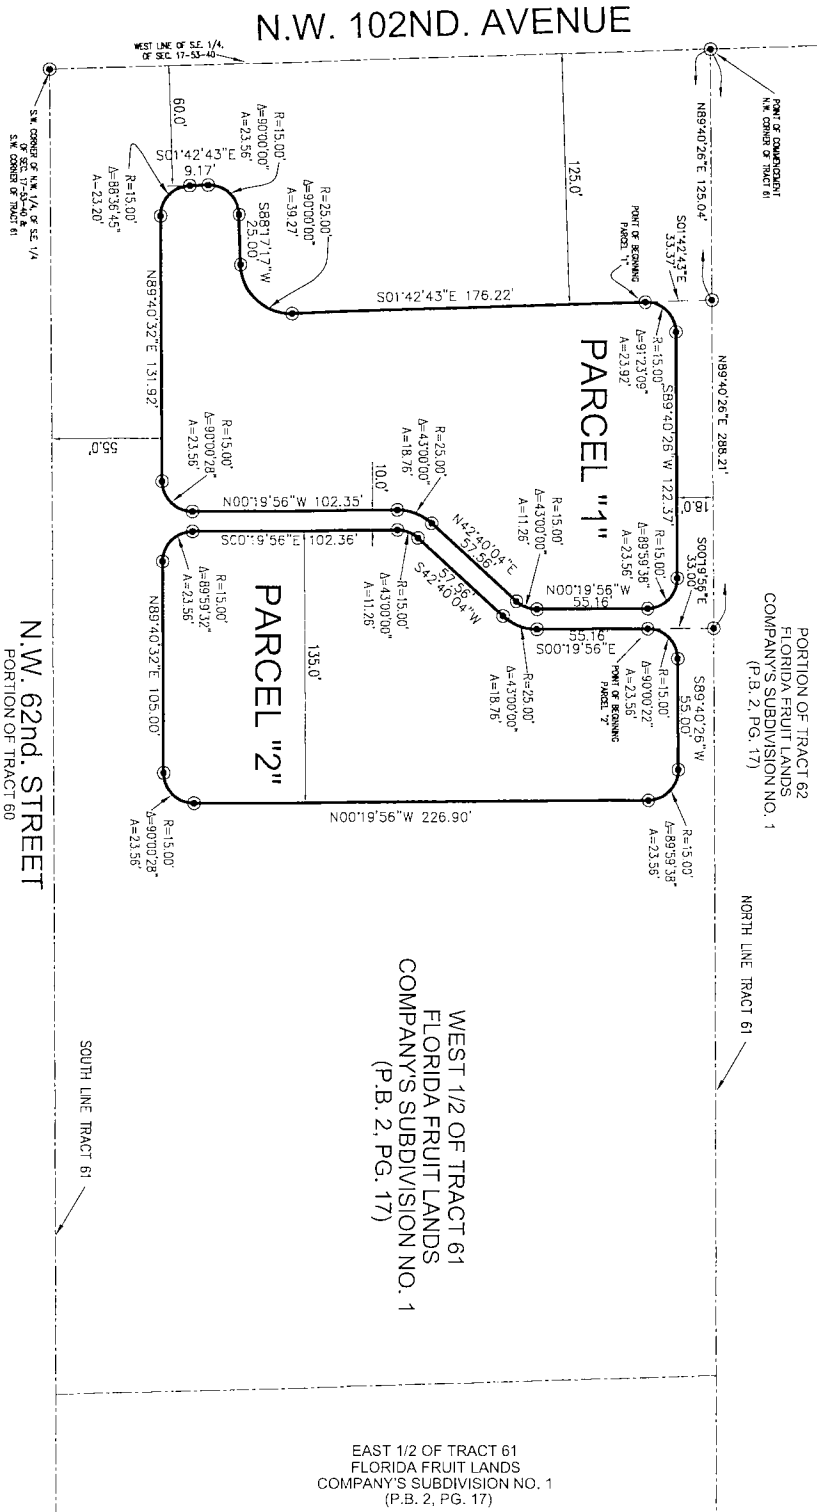 N.W. 102ND. AVENUE
WEST LINE OF S.E. 1/4,
OF SEC. 17-53-40
POINT OF COMMENCEMENT
N.W. CORNER OF TRACT 61
N89°40'26"E 125.04'
S01°42'43"E
33.37'
N89°40'26"E 288.21'
S00°19'56"E
33.00'
PORTION OF TRACT 62
FLORIDA FRUIT LANDS
COMPANY'S SUBDIVISION NO. 1
(P.B. 2, PG. 17)
NORTH LINE TRACT 61
S.W. CORNER OF N.W. 1/4, OF S.E. 1/4
OF SEC. 17-53-40 &
S.W. CORNER OF TRACT 61
60.0'
125.0'
S01°42'43"E
9.17'
R=15.00'
Δ=90°00'00"
A=23.56'
R=15.00'
Δ=88°36'45"
A=23.20'
S88°17'17"W
25.00'
R=25.00'
Δ=90°00'00"
A=39.27'
S01°42'43"E 176.22'
POINT OF BEGINNING
PARCEL "1"
R=15.00'
Δ=91°23'09"
A=23.92'
PARCEL "1"
S89°40'26"W 122.37'
18.0'
R=15.00'
Δ=89°59'38"
A=23.56'
N00°19'56"W
55.16
R=15.00'
Δ=43°00'00"
A=11.26'
N42°40'04"E
57.56'
R=25.00'
Δ=43°00'00"
A=18.76'
10.0'
N00°19'56"W 102.35'
R=15.00'
Δ=90°00'28"
A=23.56'
N89°40'32"E 131.92'
55.0'
S00°19'56"E 102.36'
R=15.00'
Δ=43°00'00"
A=11.26'
57.56
S42°40'04"W
R=25.00'
Δ=43°00'00"
A=18.76'
55.16
S00°19'56"E
POINT OF BEGINNING
PARCEL "2"
R=15.00'
Δ=90°00'22"
A=23.56'
S89°40'26"W
55.00'
R=15.00'
Δ=89°59'38"
A=23.56'
PARCEL "2"
135.0'
R=15.00'
Δ=89°59'32"
A=23.56'
N89°40'32"E 105.00'
R=15.00'
Δ=90°00'28"
A=23.56'
N00°19'56"W 226.90'
N.W. 62nd. STREET
PORTION OF TRACT 60
SOUTH LINE TRACT 61
WEST 1/2 OF TRACT 61
FLORIDA FRUIT LANDS
COMPANY'S SUBDIVISION NO. 1
(P.B. 2, PG. 17)
EAST 1/2 OF TRACT 61
FLORIDA FRUIT LANDS
COMPANY'S SUBDIVISION NO. 1
(P.B. 2, PG. 17)